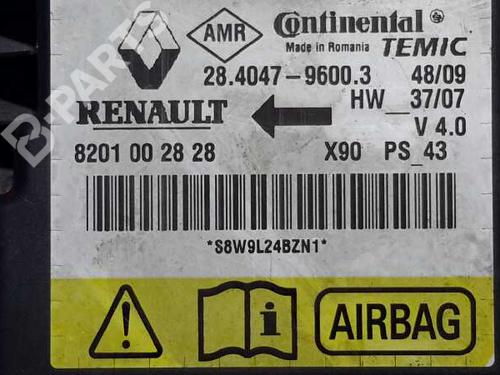 AMR
Continental
Made in Romania TEMIC
28.4047-9600.3 48/09
RENAULT
HW_37/07
V 4.0
8201 00 28 28 X90 PS_43
*S8W9L24BZN1*
i
AIRBAG
B-PARTS